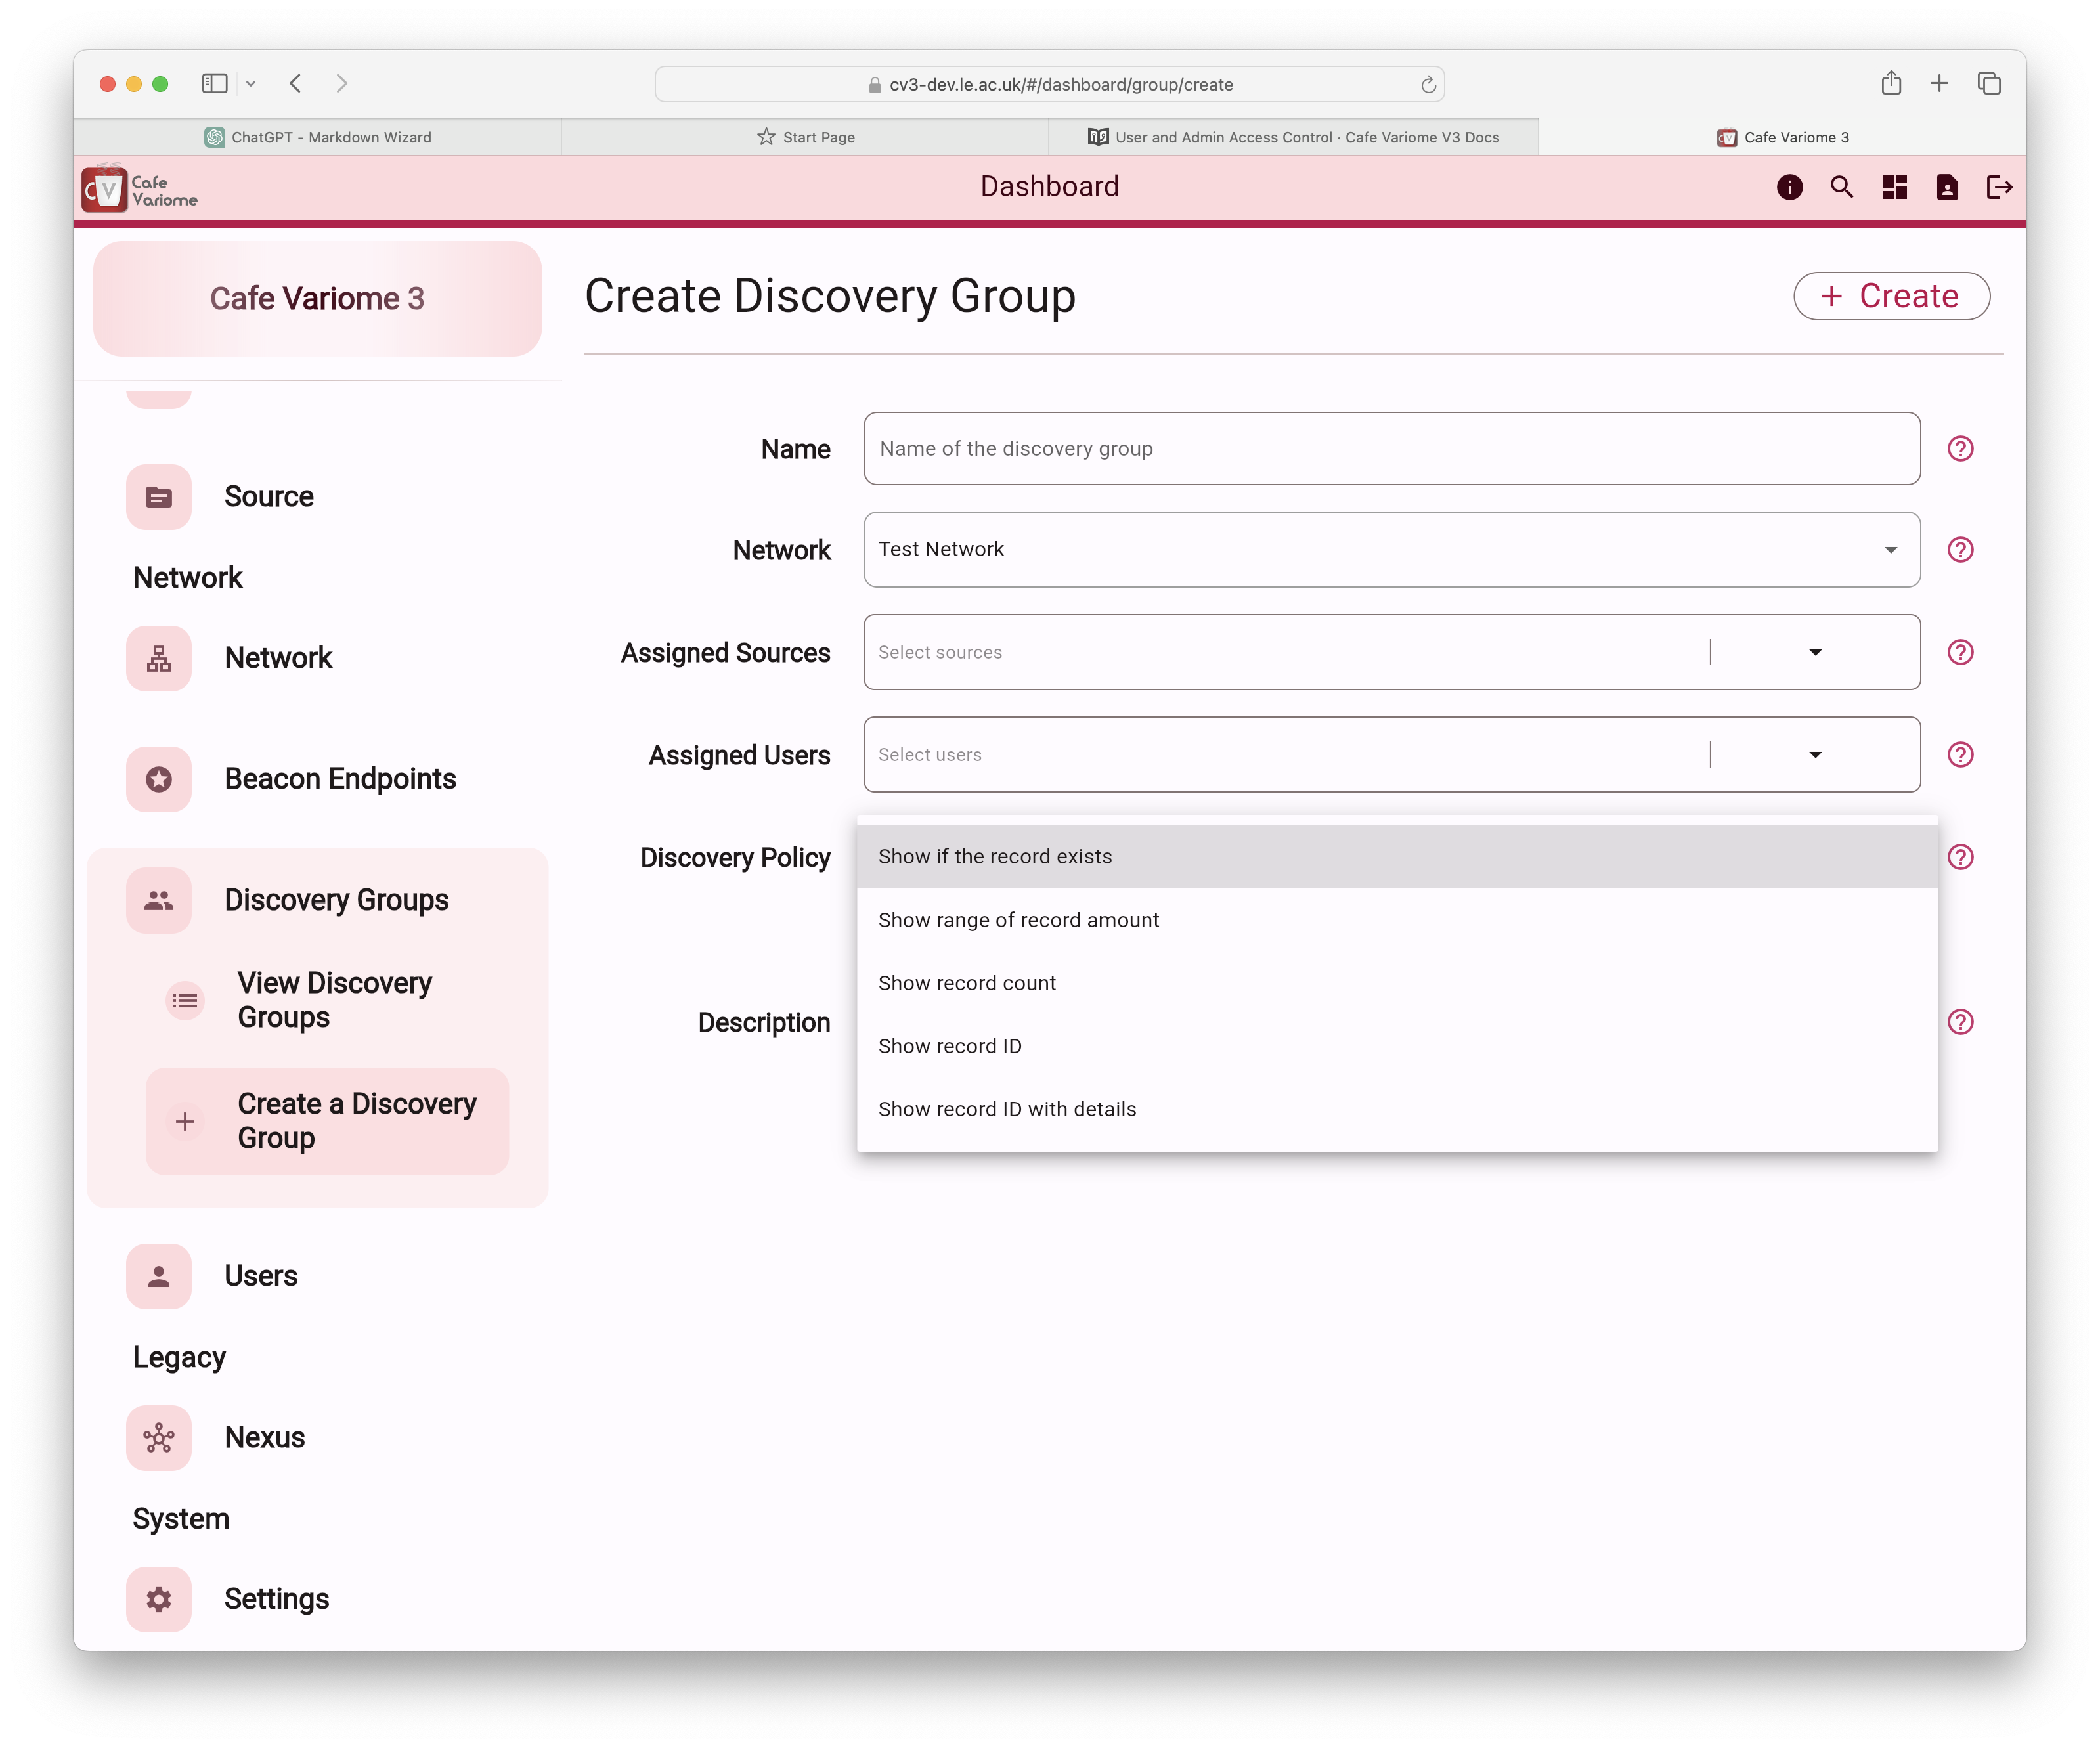 cv3-dev.le.ac.uk/#/dashboard/group/create
ChatGPT - Markdown Wizard
Start Page
User and Admin Access Control · Cafe Variome V3 Docs
Cafe Variome 3
CV
Cafe
Variome
Dashboard
Cafe Variome 3
Create Discovery Group
+ Create
Source
Network
Network
Beacon Endpoints
Discovery Groups
View Discovery
Groups
Create a Discovery
Group
Users
Legacy
Nexus
System
Settings
Name
Name of the discovery group
Network
Test Network
Assigned Sources
Select sources
Assigned Users
Select users
Discovery Policy
Show if the record exists
Show range of record amount
Show record count
Show record ID
Show record ID with details
Description